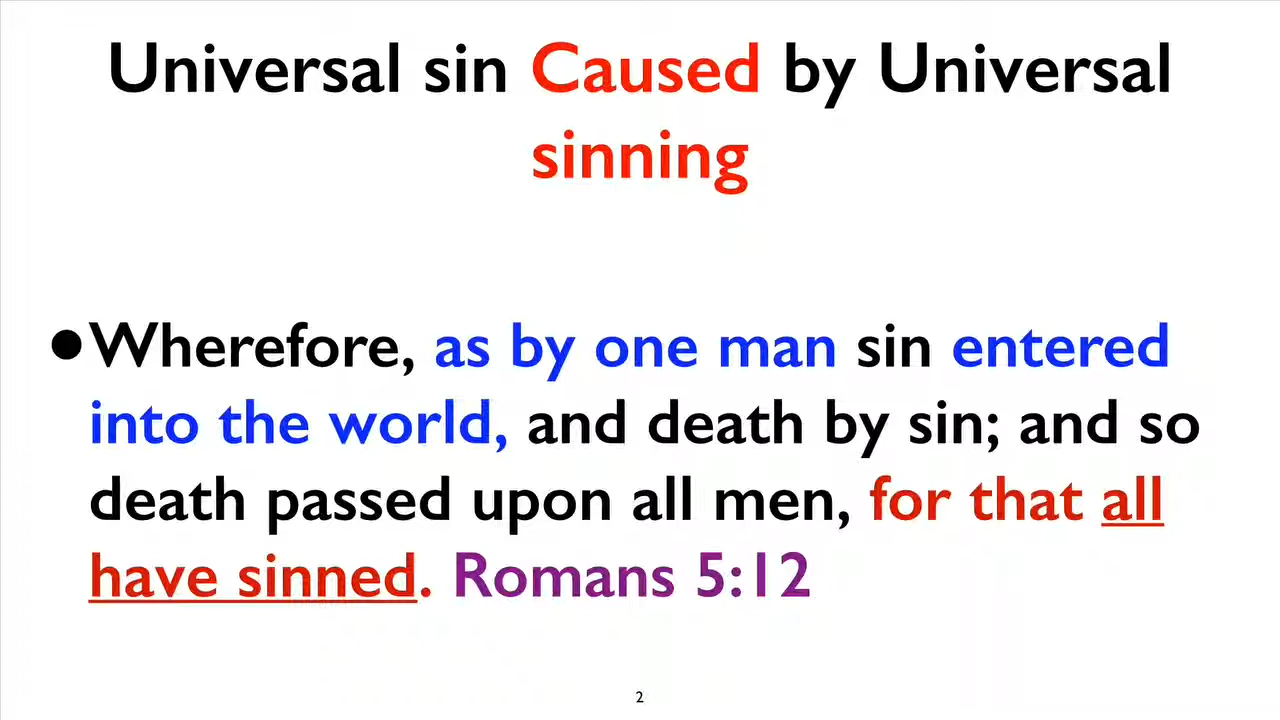 Universal sin Caused by Universal
sinning
●Wherefore, as by one man sin entered
into the world, and death by sin; and so
death passed upon all men, for that all
have sinned. Romans 5:12
2